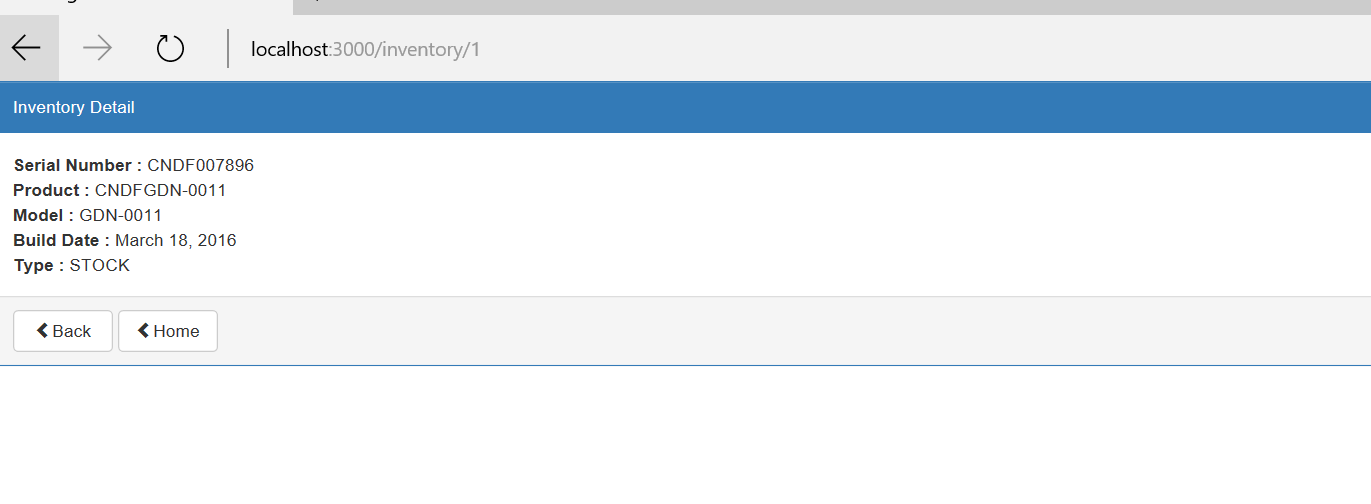 localhost:3000/inventory/1
Inventory Detail
Serial Number : CNDF007896
Product : CNDFGDN-0011
Model : GDN-0011
Build Date : March 18, 2016
Type : STOCK
Back Home